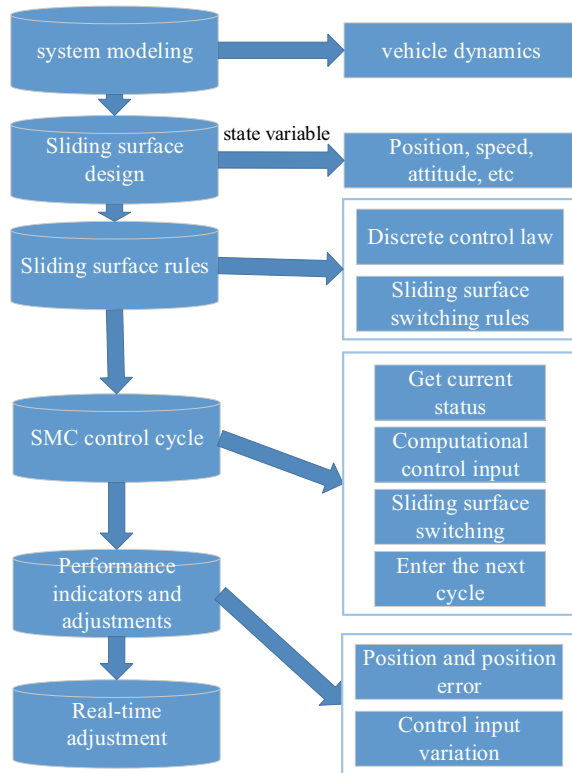 system modeling
vehicle dynamics
Sliding surface
design
state variable
Position, speed,
attitude, etc
Sliding surface rules
Discrete control law
Sliding surface
switching rules
SMC control cycle
Get current
status
Computational
control input
Sliding surface
switching
Enter the next
cycle
Performance
indicators and
adjustments
Position and position
error
Control input
variation
Real-time
adjustment